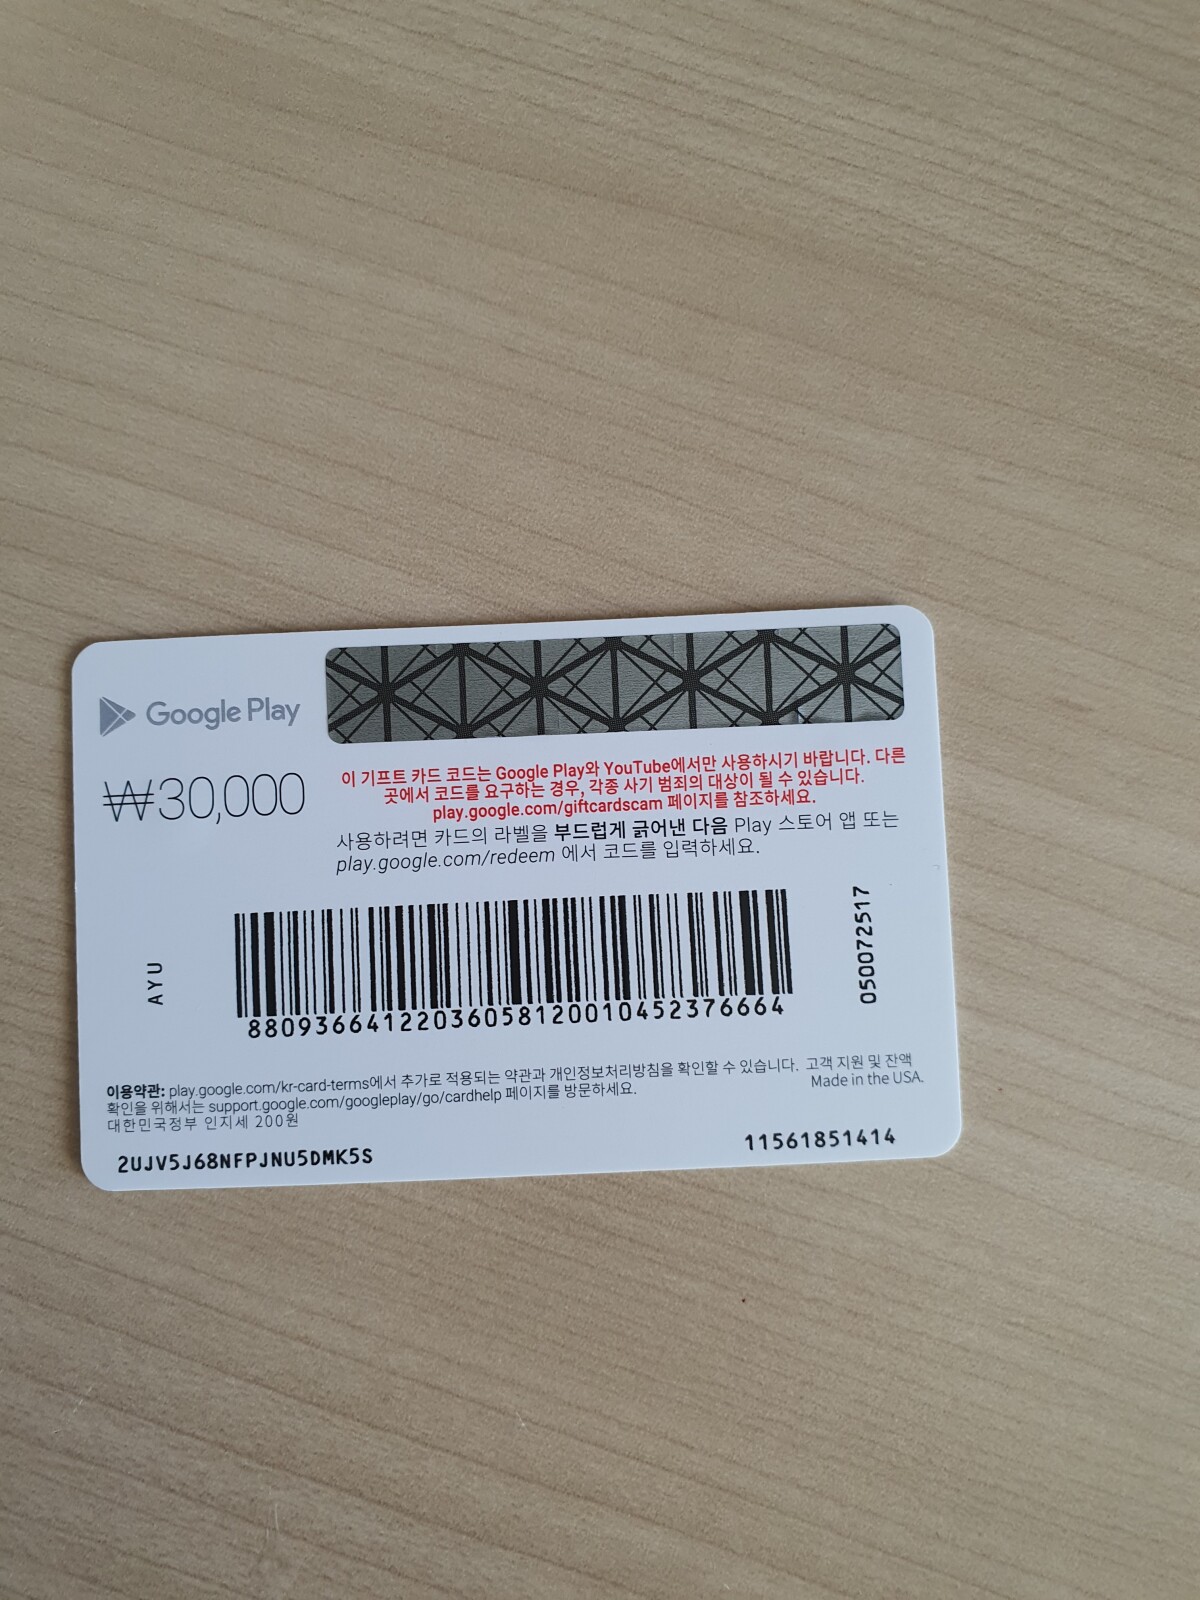 Google Play
₩30,000
이 기프트 카드 코드는 Google Play와 YouTube에서만 사용하시기 바랍니다. 다른
곳에서 코드를 요구하는 경우, 각종 사기 범죄의 대상이 될 수 있습니다.
play.google.com/giftcardscam 페이지를 참조하세요.
사용하려면 카드의 라벨을 부드럽게 긁어낸 다음 Play 스토어 앱 또는
play.google.com/redeem 에서 코드를 입력하세요.
AYU
88093664122036058120010452376664
050072517
이용약관: play.google.com/kr-card-terms에서 추가로 적용되는 약관과 개인정보처리방침을 확인할 수 있습니다. 고객 지원 및 잔액
확인을 위해서는 support.google.com/googleplay/go/cardhelp 페이지를 방문하세요.
Made in the USA.
대한민국정부 인지세 200원
2UJV5J68NFPJNU5DMK5S
11561851414